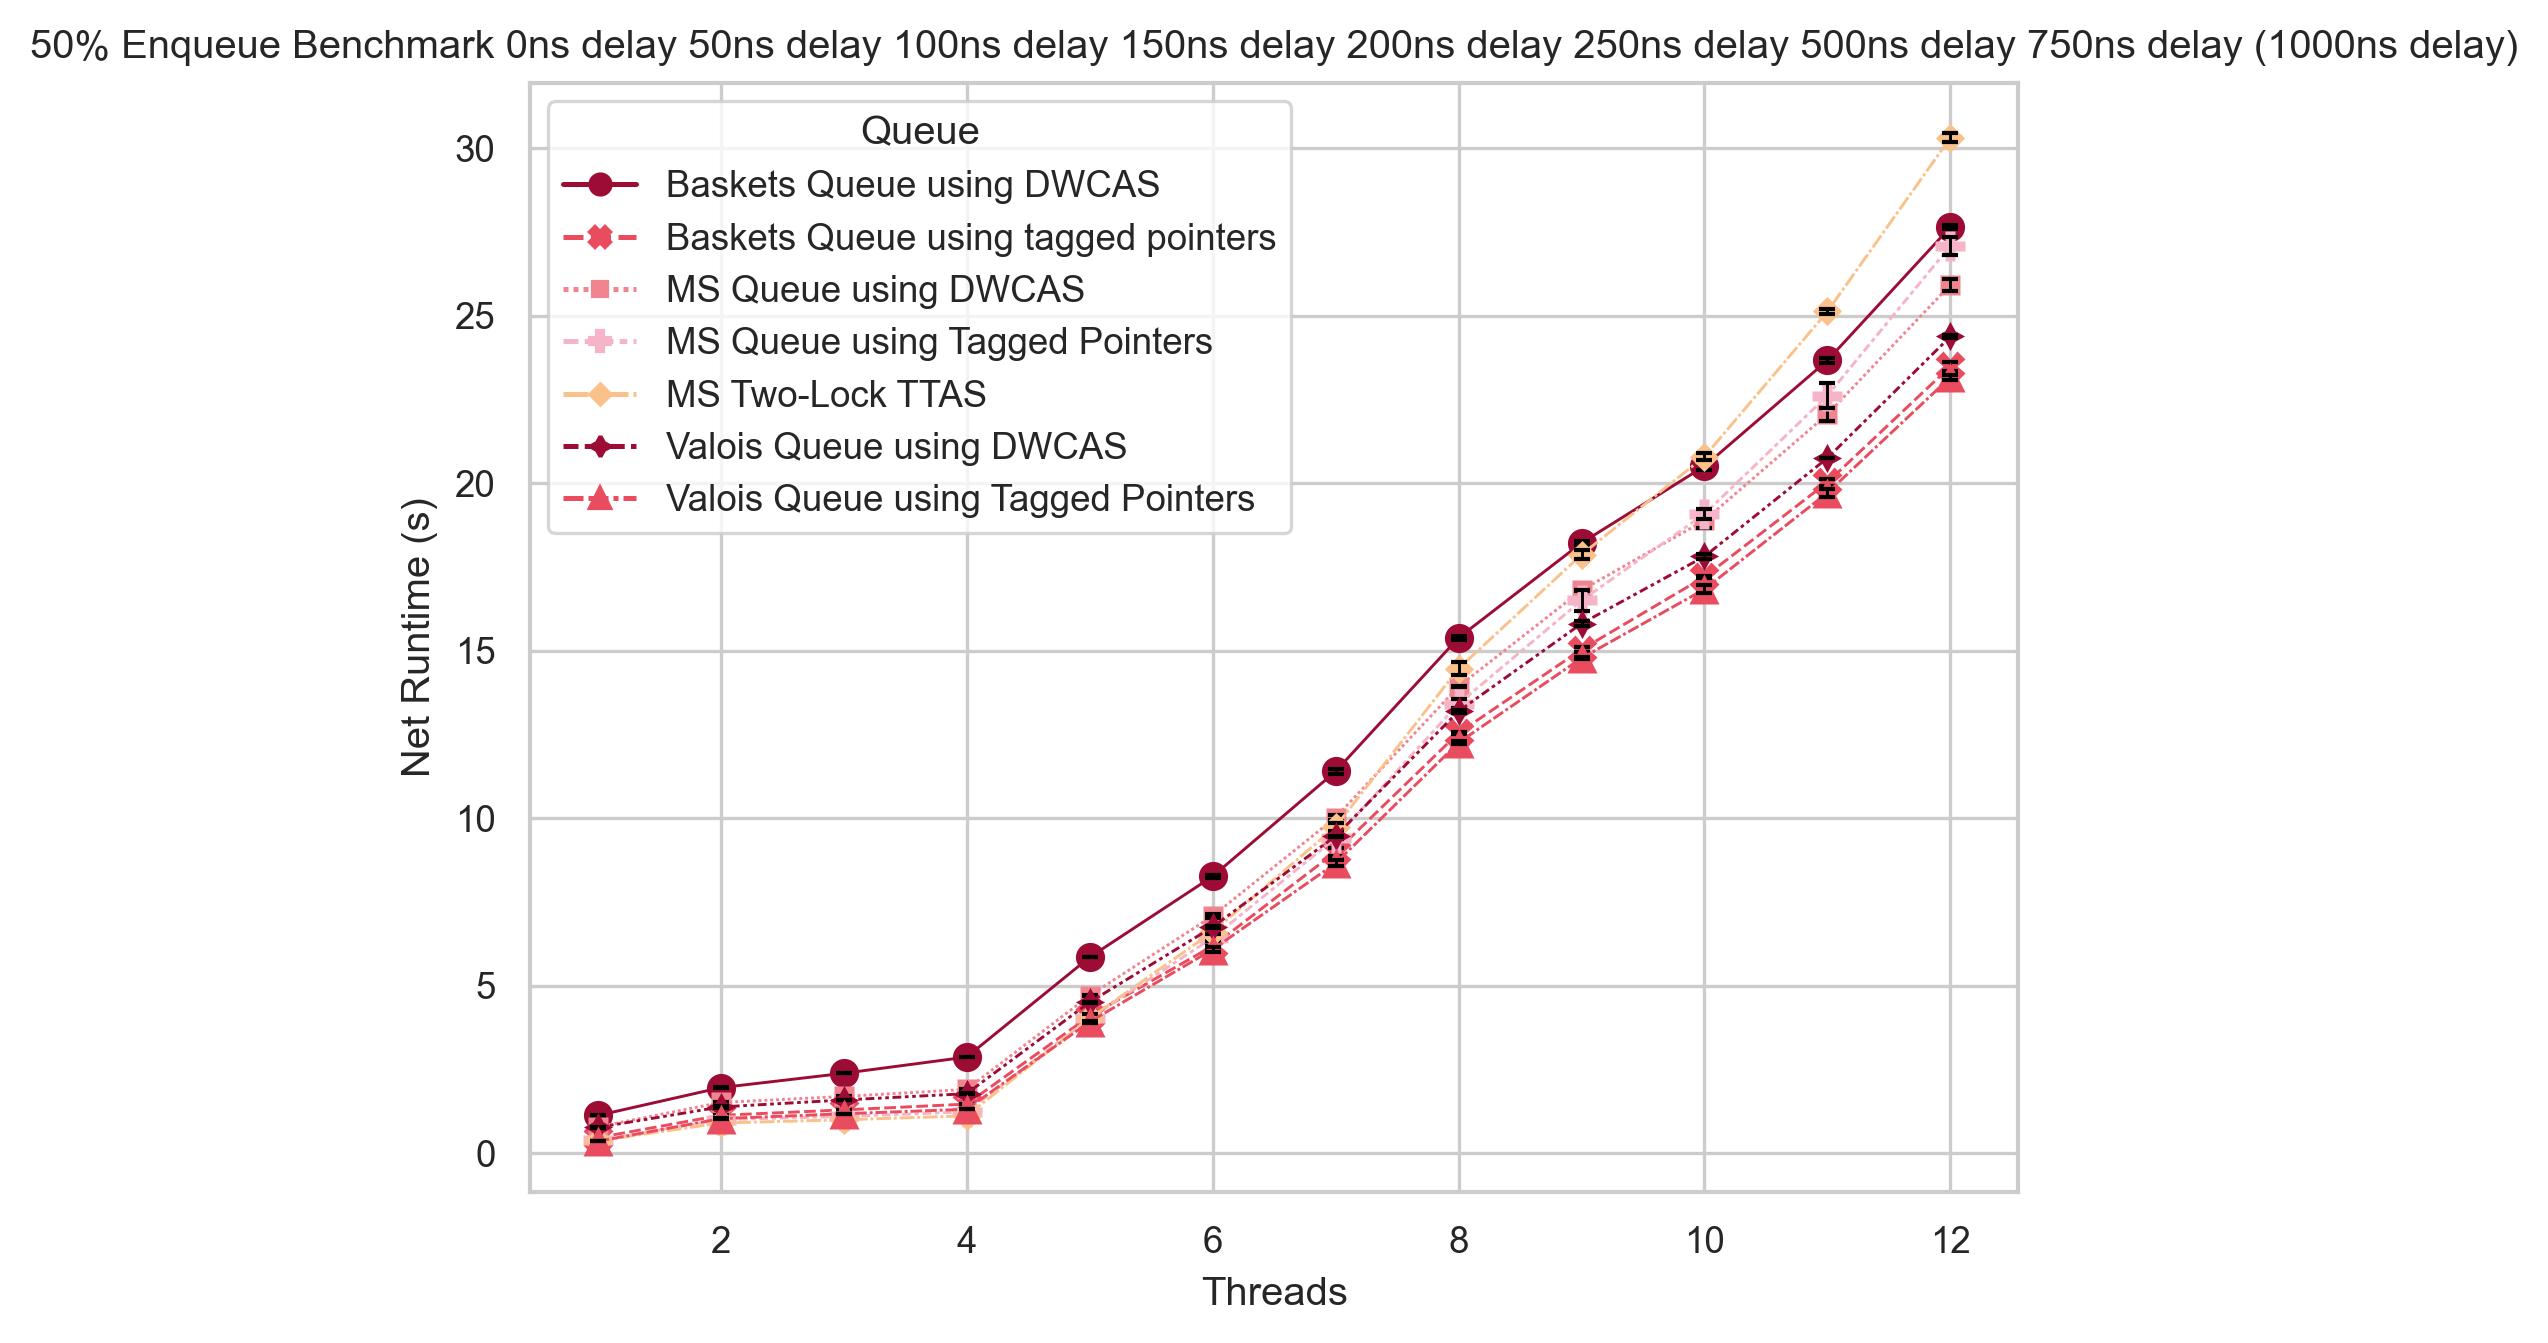 50% Enqueue Benchmark 0ns delay 50ns delay 100ns delay 150ns delay 200ns delay 250ns delay 500ns delay 750ns delay (1000ns delay)
Queue
Baskets Queue using DWCAS
Baskets Queue using tagged pointers
MS Queue using DWCAS
MS Queue using Tagged Pointers
MS Two-Lock TTAS
Valois Queue using DWCAS
Valois Queue using Tagged Pointers
Net Runtime (s)
30
25
20
15
10
5
0
2 4 6 8 10 12
Threads